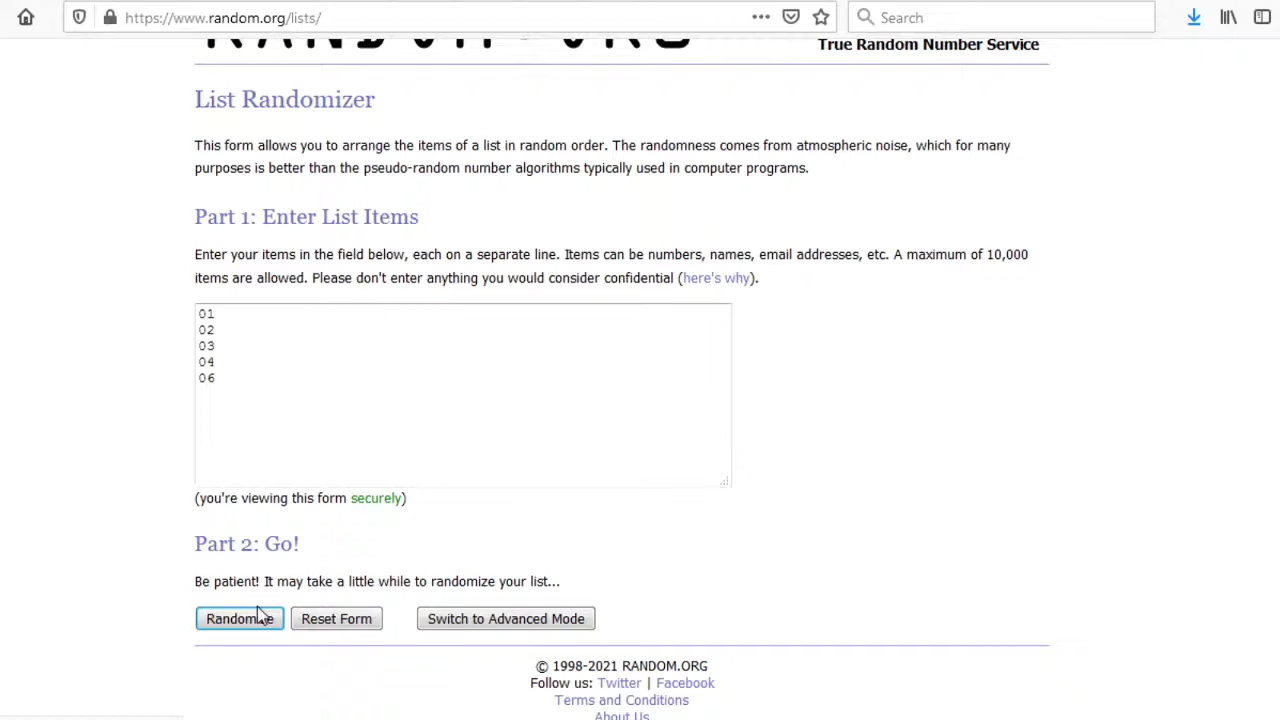 https://www.random.org/lists/
Search
True Random Number Service
List Randomizer
This form allows you to arrange the items of a list in random order. The randomness comes from atmospheric noise, which for many
purposes is better than the pseudo-random number algorithms typically used in computer programs.
Part 1: Enter List Items
Enter your items in the field below, each on a separate line. Items can be numbers, names, email addresses, etc. A maximum of 10,000
items are allowed. Please don't enter anything you would consider confidential (here's why).
01
02
03
04
06
(you're viewing this form securely)
Part 2: Go!
Be patient! It may take a little while to randomize your list...
Randomize Reset Form Switch to Advanced Mode
© 1998-2021 RANDOM.ORG
Follow us: Twitter | Facebook
Terms and Conditions
About Us